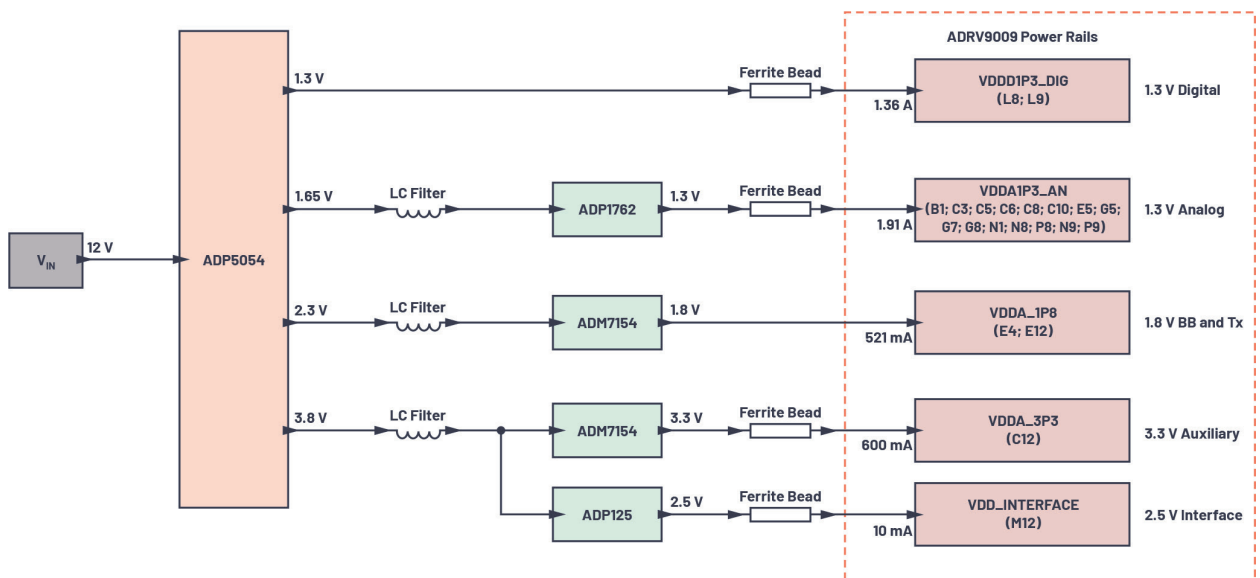 ADRV9009 Power Rails
1.3 V
Ferrite Bead
1.36 A
VDDD1P3_DIG
(L8; L9)
1.3 V Digital
1.65 V
LC Filter
ADP1762
1.3 V
Ferrite Bead
1.91 A
VDDA1P3_AN
(B1; C3; C5; C6; C8; C10; E5; G5;
G7; G8; N1; N8; P8; N9; P9)
1.3 V Analog
VIN
12 V
ADP5054
2.3 V
LC Filter
ADM7154
1.8 V
521 mA
VDDA_1P8
(E4; E12)
1.8 V BB and Tx
3.8 V
LC Filter
ADM7154
3.3 V
Ferrite Bead
600 mA
VDDA_3P3
(C12)
3.3 V Auxiliary
ADP125
2.5 V
Ferrite Bead
10 mA
VDD_INTERFACE
(M12)
2.5 V Interface